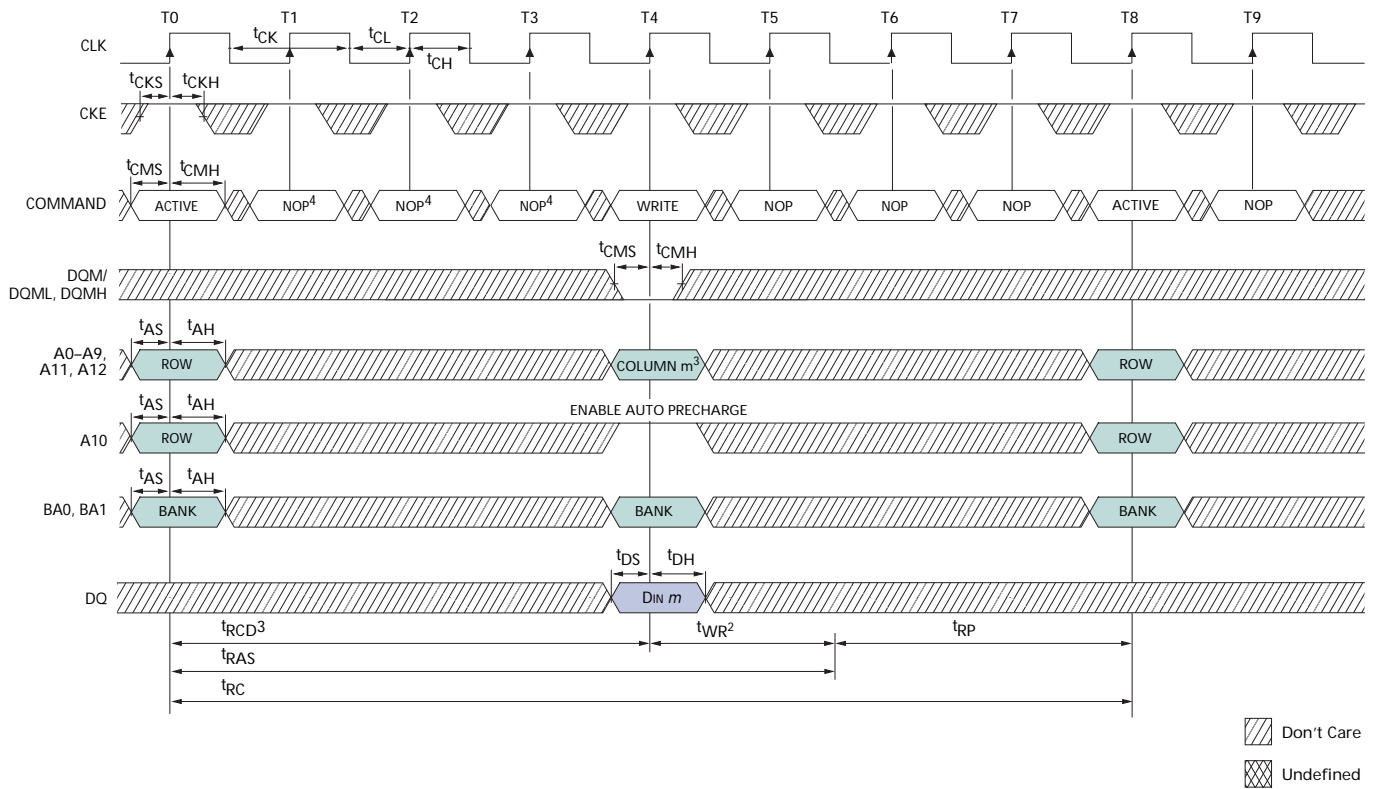 T0 T1 T2 T3 T4 T5 T6 T7 T8 T9
CLK
tCK tCL
tCH
tCKS tCKH
CKE
tCMS tCMH
COMMAND ACTIVE NOP4 NOP4 NOP4 WRITE NOP NOP NOP ACTIVE NOP
tCMS tCMH
DQM/
DQML, DQMH
tAS tAH
A0–A9,
A11, A12
ROW COLUMN m3 ROW
tAS tAH
ENABLE AUTO PRECHARGE
A10 ROW ROW
tAS tAH
BA0, BA1 BANK BANK BANK
tDS tDH
DQ DIN m
tRCD3 tWR2 tRP
tRAS
tRC
Don't Care
Undefined